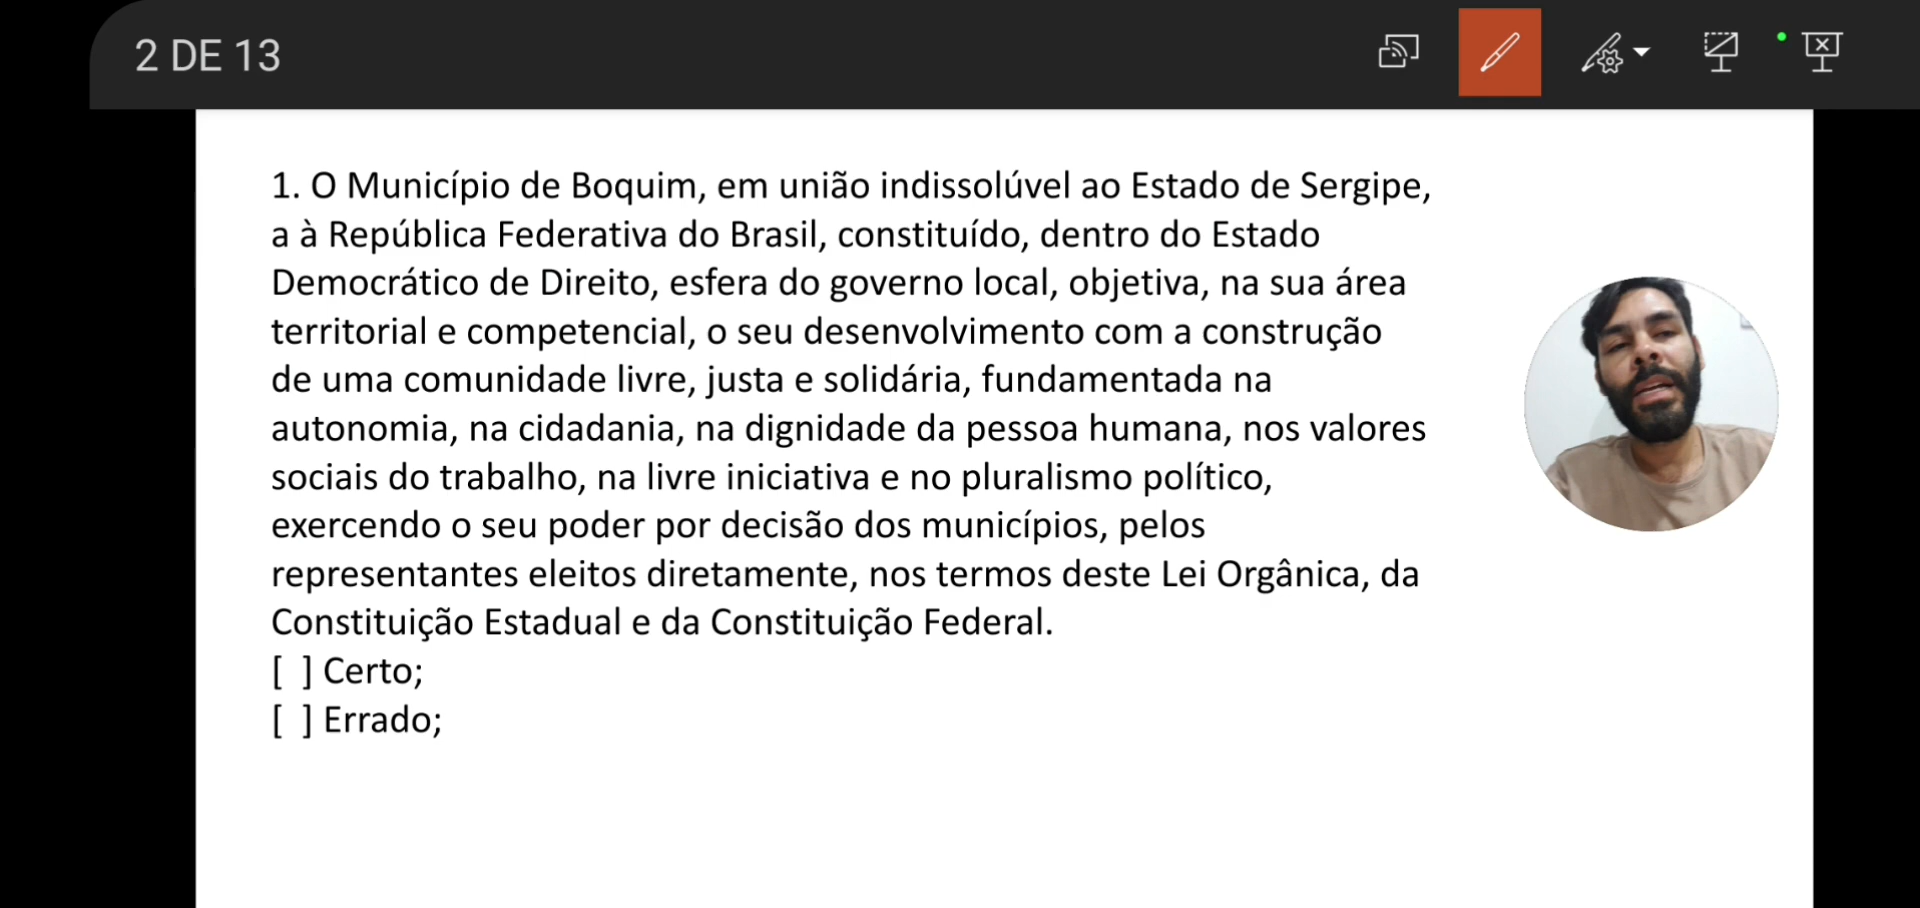 2 DE 13
1. O Município de Boquim, em união indissolúvel ao Estado de Sergipe,
a à República Federativa do Brasil, constituído, dentro do Estado
Democrático de Direito, esfera do governo local, objetiva, na sua área
territorial e competencial, o seu desenvolvimento com a construção
de uma comunidade livre, justa e solidária, fundamentada na
autonomia, na cidadania, na dignidade da pessoa humana, nos valores
sociais do trabalho, na livre iniciativa e no pluralismo político,
exercendo o seu poder por decisão dos municípios, pelos
representantes eleitos diretamente, nos termos deste Lei Orgânica, da
Constituição Estadual e da Constituição Federal.
[ ] Certo;
[ ] Errado;